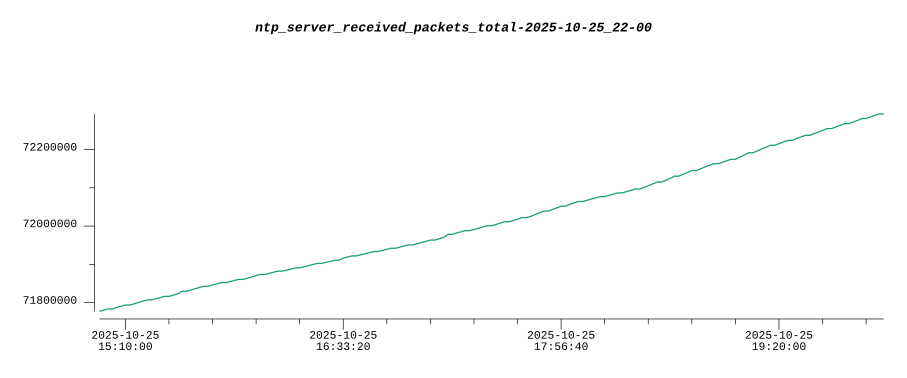 ntp_server_received_packets_total-2025-10-25_22-00
72200000
72000000
71800000
2025-10-25 2025-10-25 2025-10-25 2025-10-25
15:10:00 16:33:20 17:56:40 19:20:00